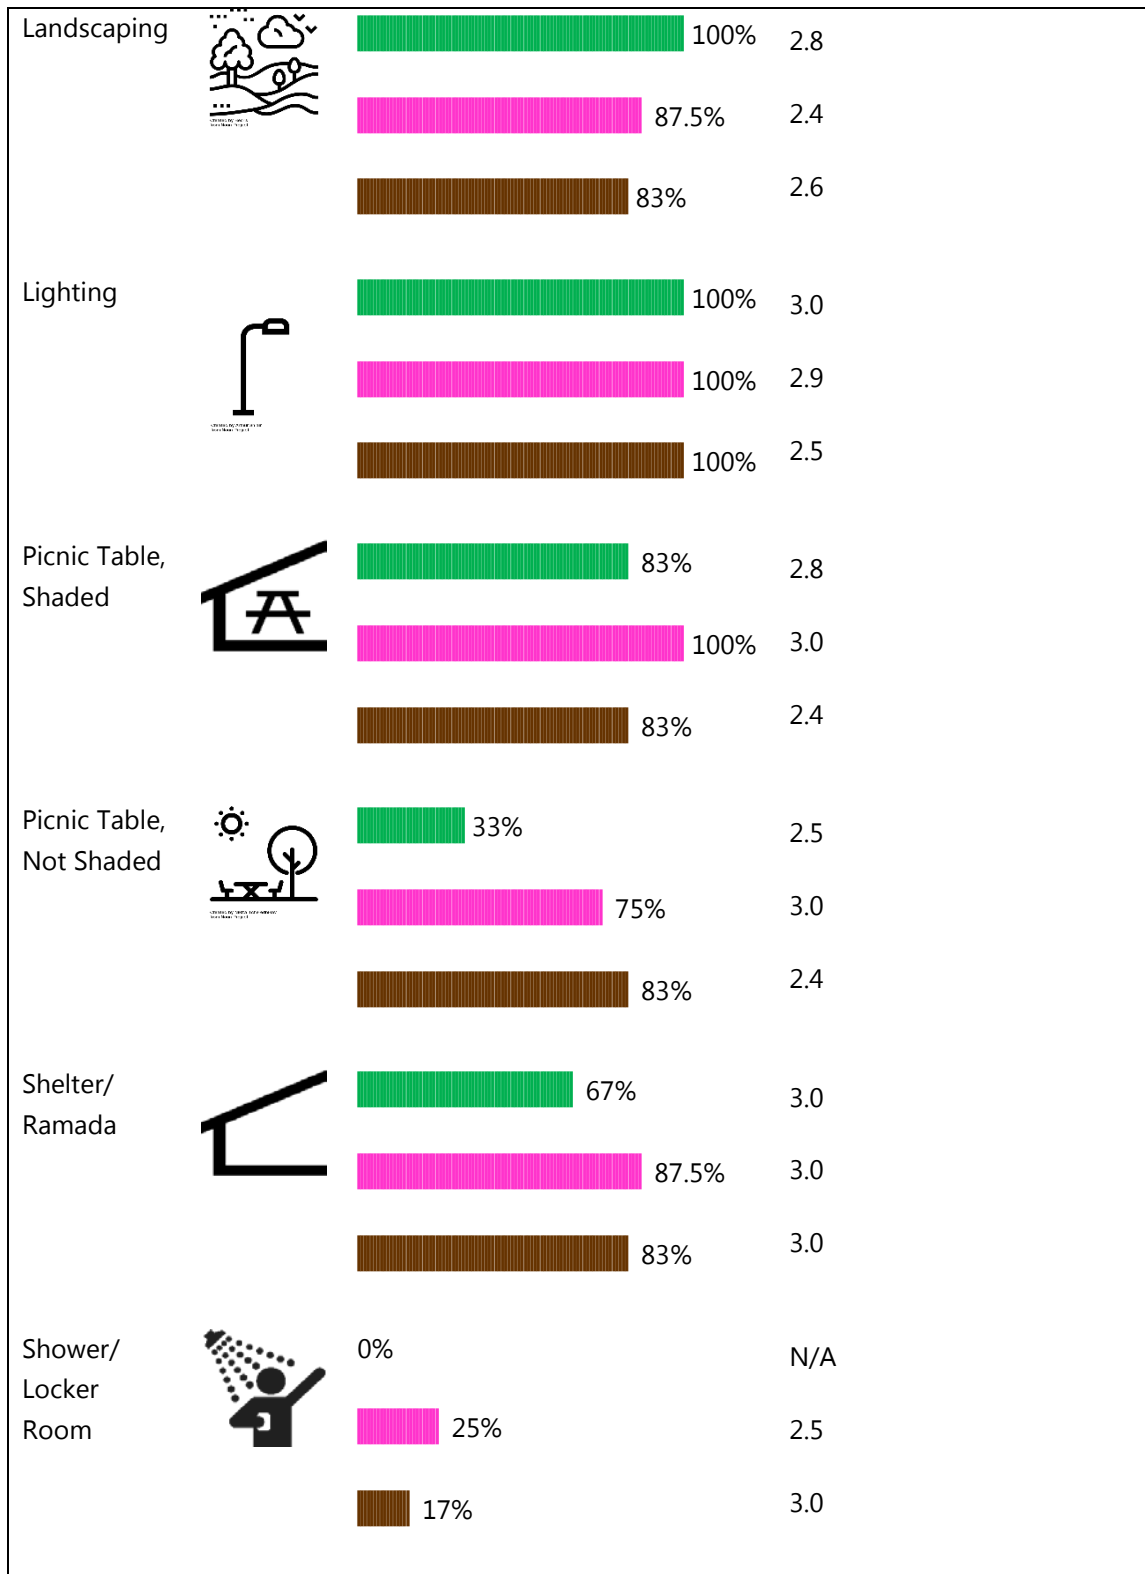 Landscaping
100% 2.8
87.5% 2.4
83% 2.6
Lighting
100% 3.0
100% 2.9
100% 2.5
Picnic Table,
Shaded
83% 2.8
100% 3.0
83% 2.4
Picnic Table,
Not Shaded
33% 2.5
75% 3.0
83% 2.4
Shelter/
Ramada
67% 3.0
87.5% 3.0
83% 3.0
Shower/
Locker
Room
0% N/A
25% 2.5
17% 3.0